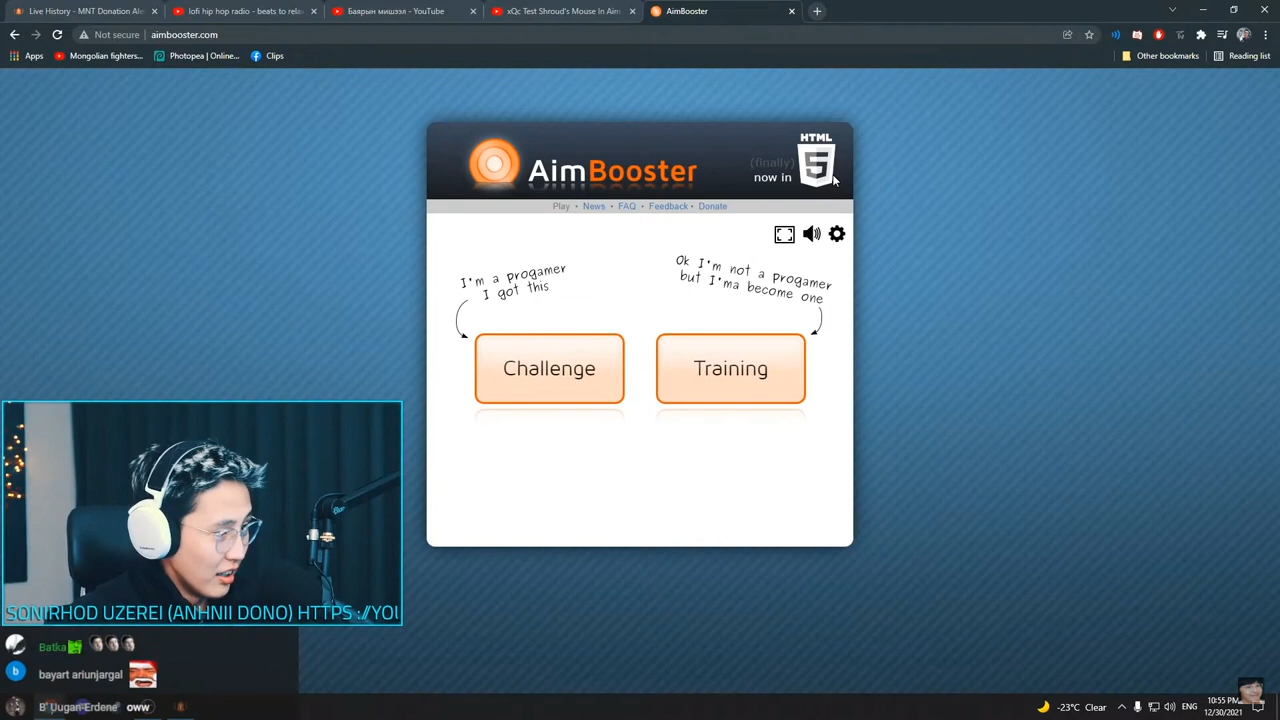 Live History - MNT Donation Ale
lofi hip hop radio - beats to rela
Баярын мишээл - YouTube
xQc Test Shroud's Mouse In Aim
AimBooster
Not secure
aimbooster.com
Apps
Mongolian fighters...
Photopea | Online...
Clips
Other bookmarks
Reading list
HTML
5
AimBooster
(finally)
now in
Play • News • FAQ • Feedback • Donate
I'm a progamer
I got this
Ok I'm not a progamer
but I'ma become one
Challenge
Training
SONIRHOD UZEREI (ANHNII DONO) HTTPS ://YOU
Batka
b bayart ariunjargal
B Dugan-Erdene oww
-23°C Clear
ENG
10:55 PM
12/30/2021